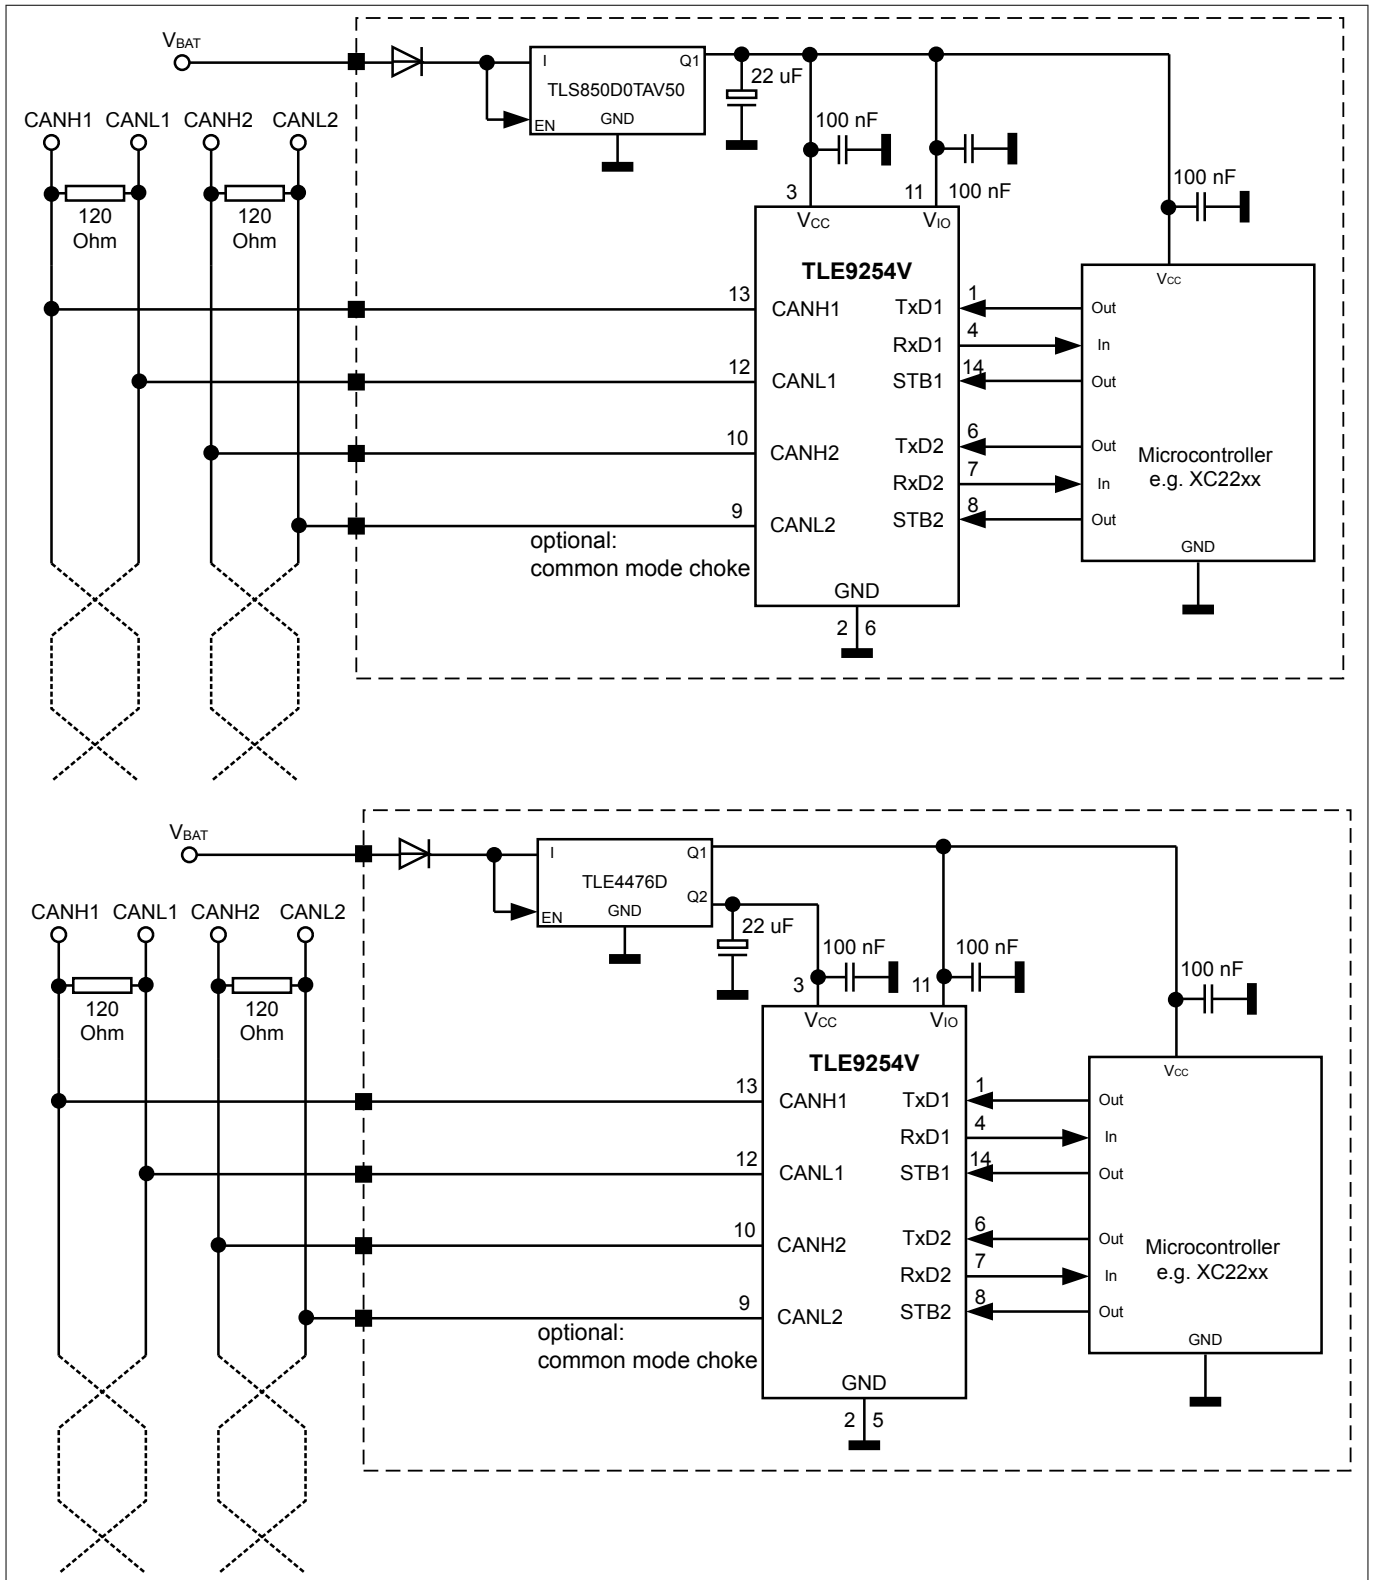 VBAT
I
Q1
22 uF
TLS850D0TAV50
EN
GND
CANH1 CANL1 CANH2 CANL2
100 nF
3
11
100 nF
100 nF
120
Ohm
120
Ohm
VCC
VIO
TLE9254V
VCC
13
CANH1
TxD1
1
Out
RxD1
4
In
12
CANL1
STB1
14
Out
10
CANH2
TxD2
6
Out
Microcontroller
e.g. XC22xx
RxD2
7
In
9
CANL2
STB2
8
Out
optional:
common mode choke
GND
GND
2 6
VBAT
I
Q1
TLE4476D
Q2
EN
GND
22 uF
CANH1 CANL1 CANH2 CANL2
100 nF
100 nF
100 nF
3
11
120
Ohm
120
Ohm
VCC
VIO
TLE9254V
VCC
13
CANH1
TxD1
1
Out
RxD1
4
In
12
CANL1
STB1
14
Out
10
CANH2
TxD2
6
Out
Microcontroller
e.g. XC22xx
RxD2
7
In
9
CANL2
STB2
8
Out
optional:
common mode choke
GND
GND
2 5